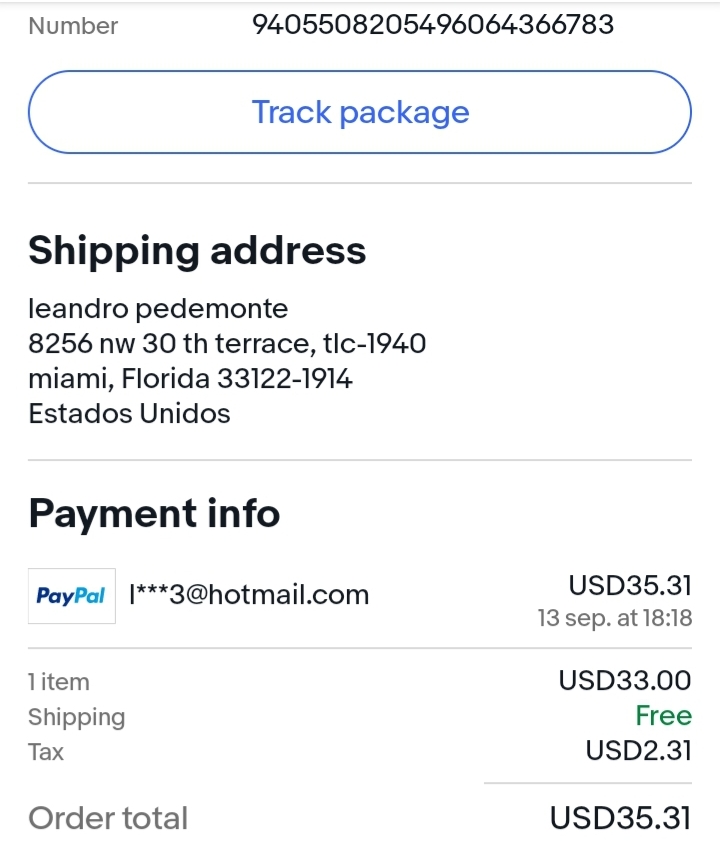 Number 9405508205496064366783
Track package
Shipping address
leandro pedemonte
8256 nw 30 th terrace, tlc-1940
miami, Florida 33122-1914
Estados Unidos
Payment info
PayPal l***3@hotmail.com USD35.31
13 sep. at 18:18
1 item USD33.00
Shipping Free
Tax USD2.31
Order total USD35.31